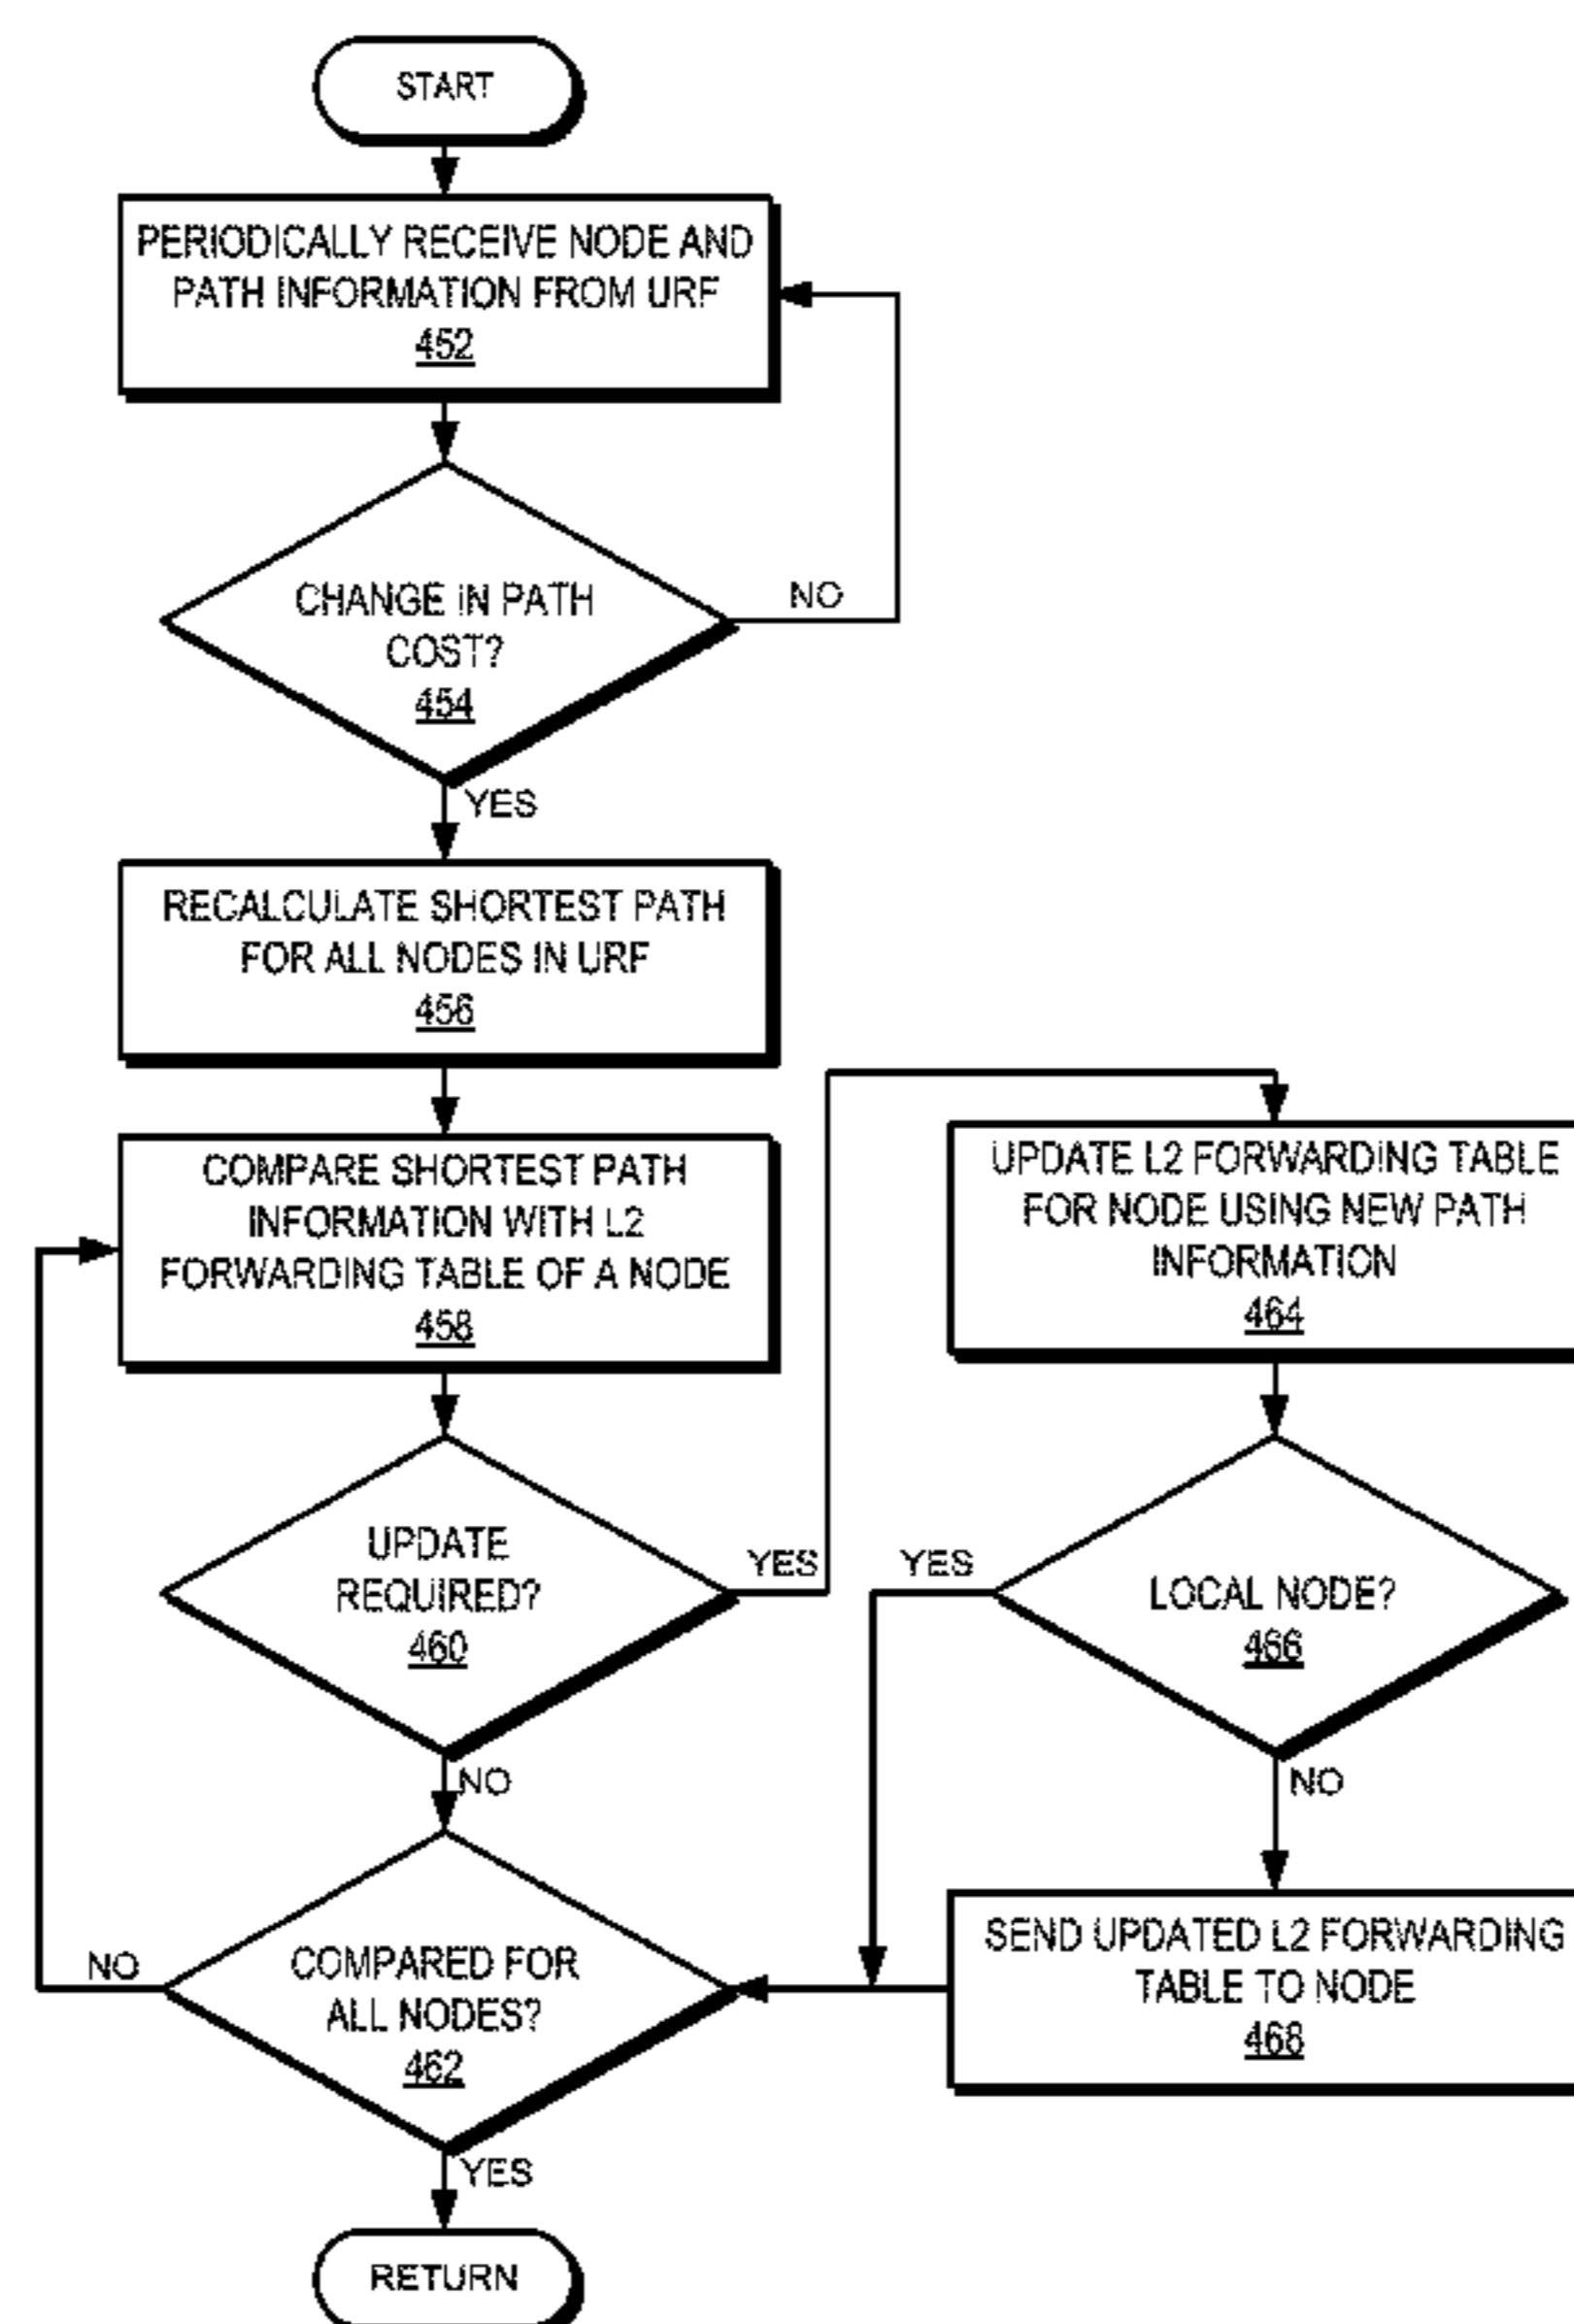 START
PERIODICALLY RECEIVE NODE AND
PATH INFORMATION FROM URF
452
CHANGE IN PATH
COST?
454
NO
YES
RECALCULATE SHORTEST PATH
FOR ALL NODES IN URF
456
COMPARE SHORTEST PATH
INFORMATION WITH L2
FORWARDING TABLE OF A NODE
458
UPDATE
REQUIRED?
460
YES
NO
COMPARED FOR
ALL NODES?
462
NO
YES
RETURN
UPDATE L2 FORWARDING TABLE
FOR NODE USING NEW PATH
INFORMATION
464
LOCAL NODE?
466
YES
NO
SEND UPDATED L2 FORWARDING
TABLE TO NODE
468